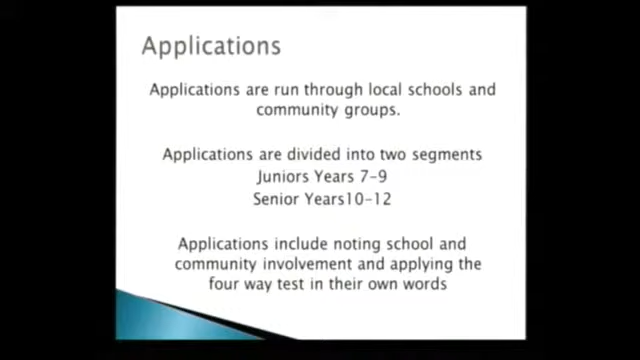 Applications
Applications are run through local schools and
community groups.
Applications are divided into two segments
Juniors Years 7-9
Senior Years10-12
Applications include noting school and
community involvement and applying the
four way test in their own words